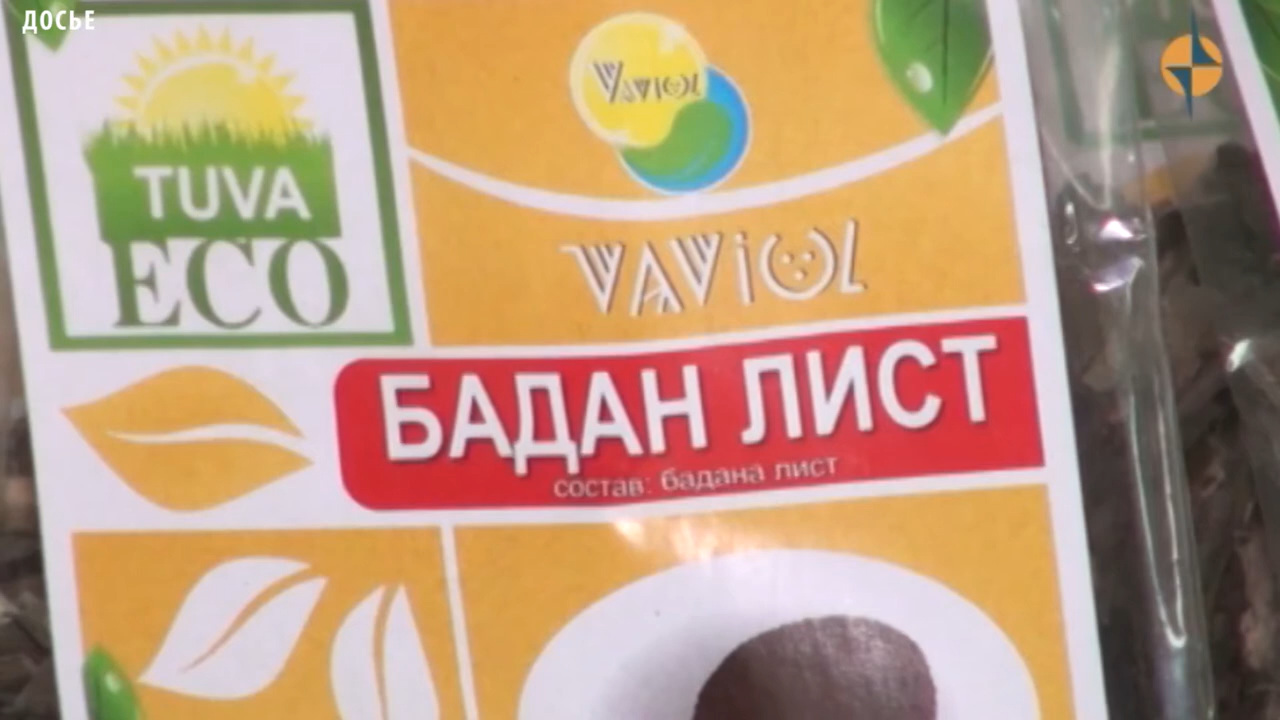 ДОСЬЕ
TUVA
ECO
VAViOL
VAViOL
БАДАН ЛИСТ
состав: бадана лист